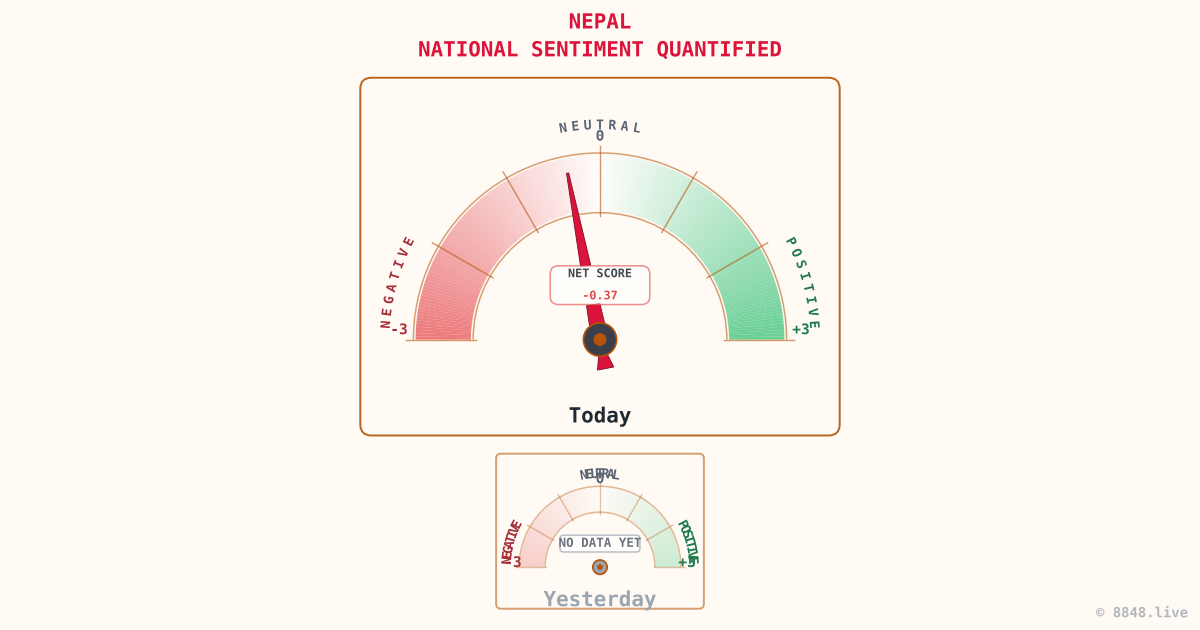 NEPAL
NATIONAL SENTIMENT QUANTIFIED
NEUTRAL
0
NEGATIVE
POSITIVE
NET SCORE
-0.37
-3
+3
Today
NEUTRAL
0
NEGATIVE
POSITIVE
NO DATA YET
Yesterday
© 8848.live